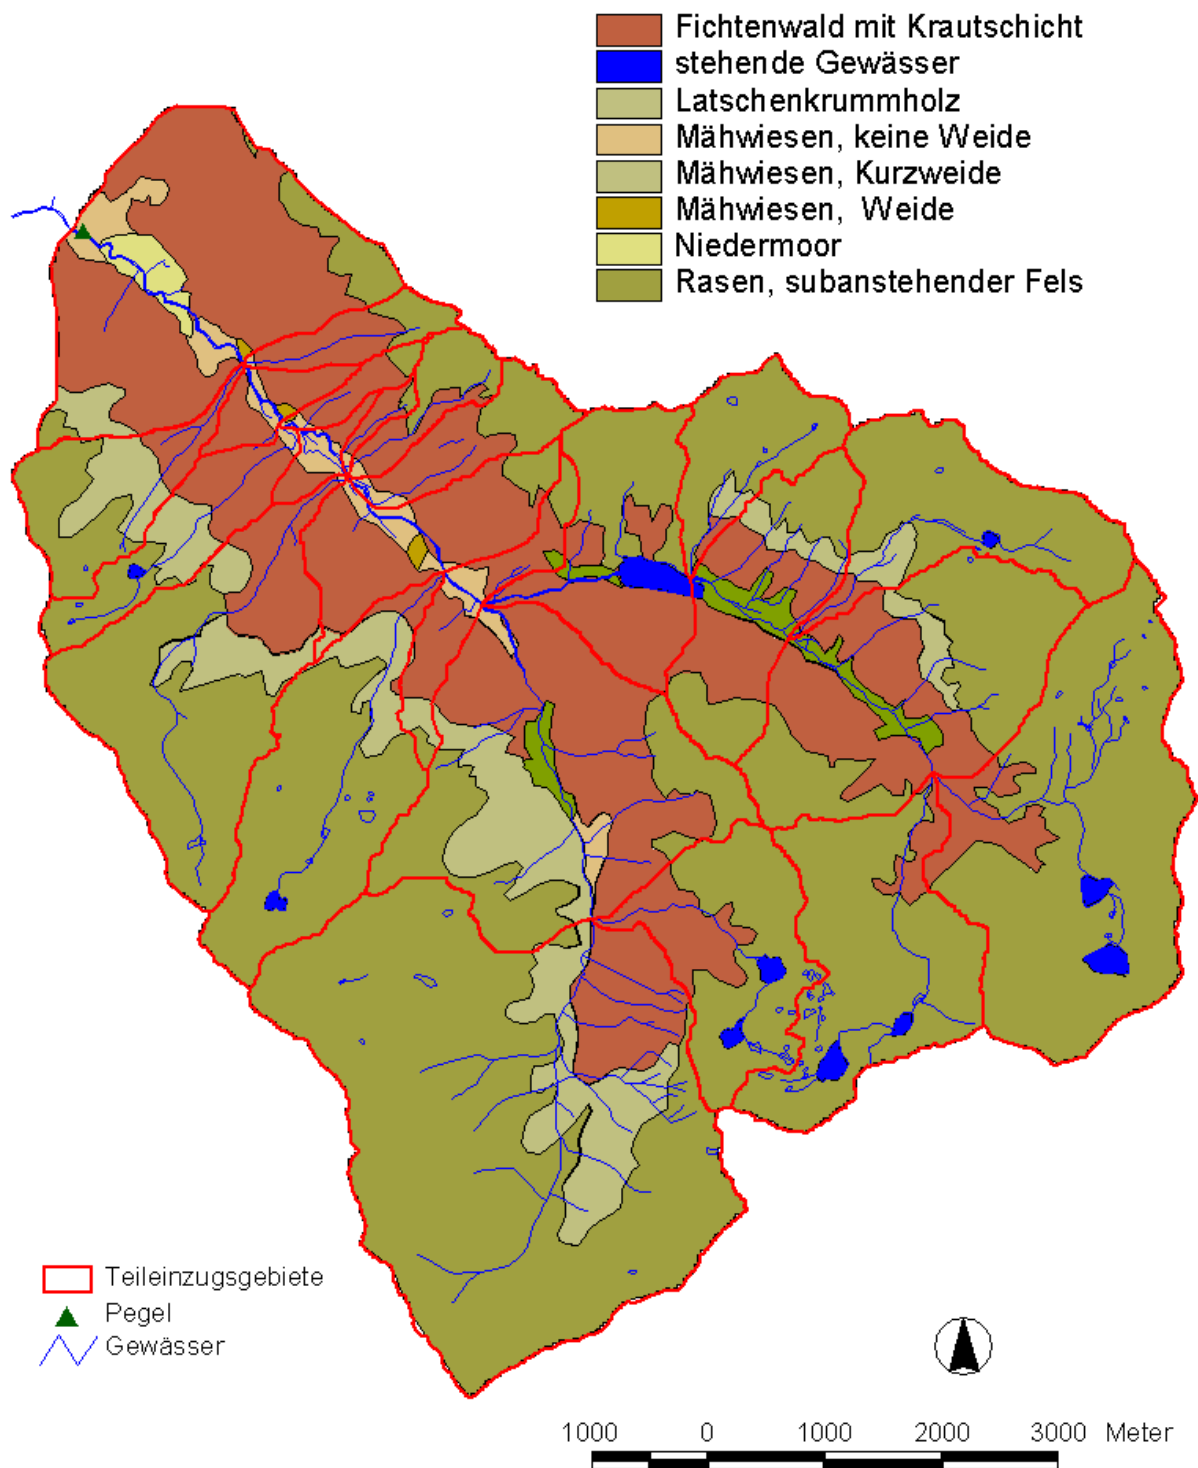 Fichtenwald mit Krautschicht
stehende Gewässer
Latschenkrummholz
Mähwiesen, keine Weide
Mähwiesen, Kurzweide
Mähwiesen, Weide
Niedermoor
Rasen, subanstehender Fels
Teileinzugsgebiete
Pegel
Gewässer
1000 0 1000 2000 3000 Meter